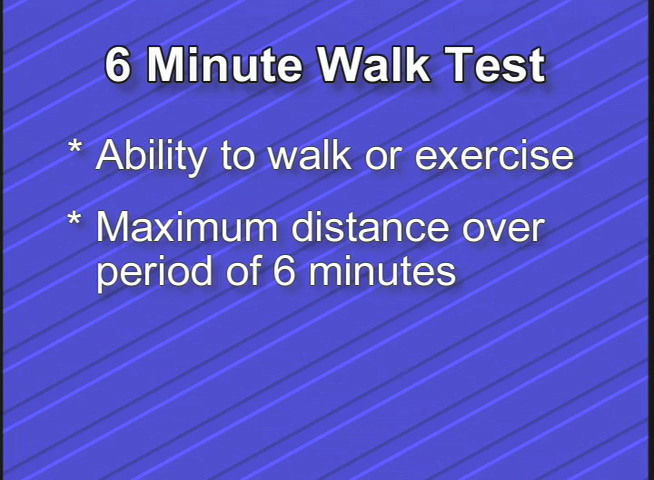 6 Minute Walk Test
* Ability to walk or exercise
* Maximum distance over
period of 6 minutes